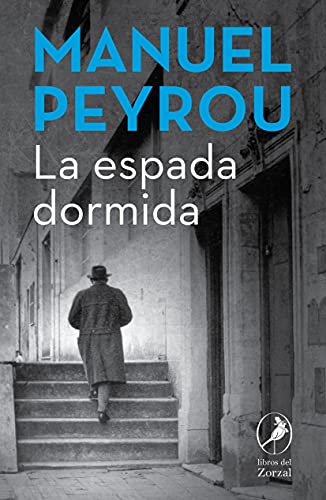 MANUEL
PEYROU
La espada
dormida
libros del
Zorzal